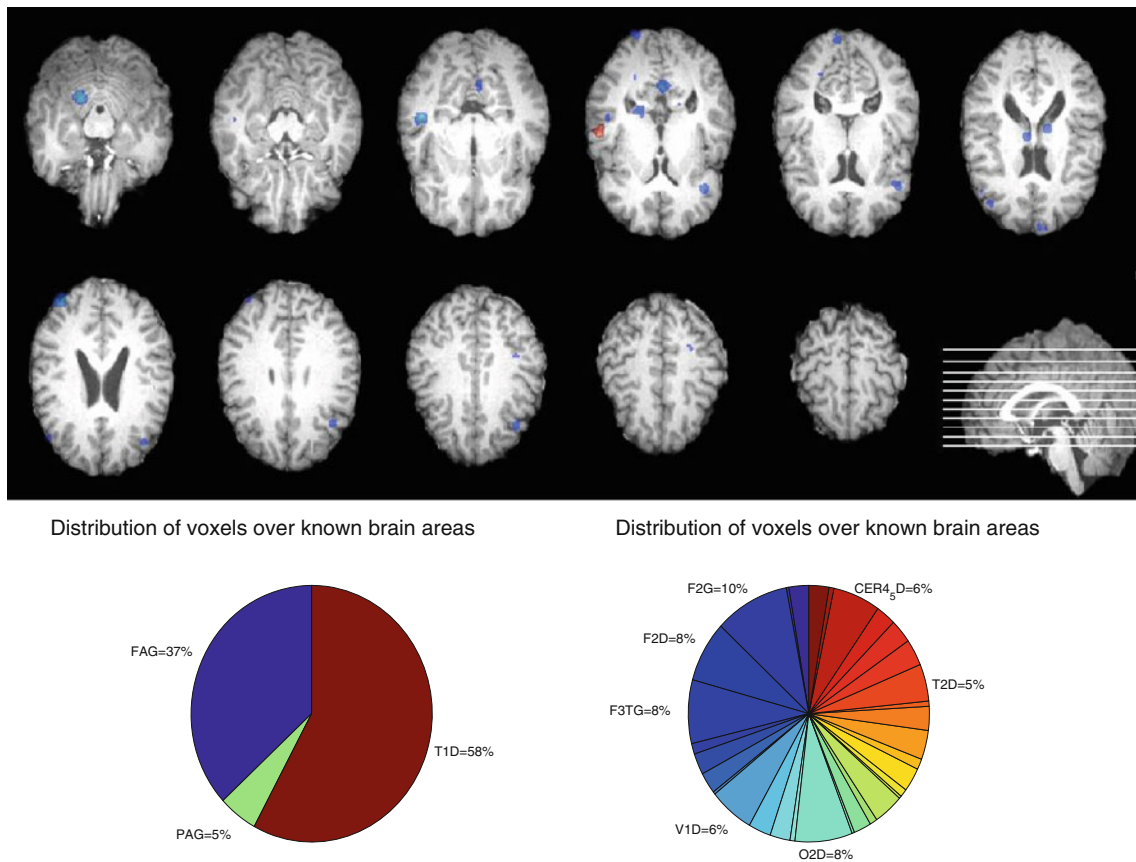 Distribution of voxels over known brain areas
FAG=37%
T1D=58%
PAG=5%
Distribution of voxels over known brain areas
F2G=10%
CER4₅D=6%
F2D=8%
T2D=5%
F3TG=8%
V1D=6%
O2D=8%